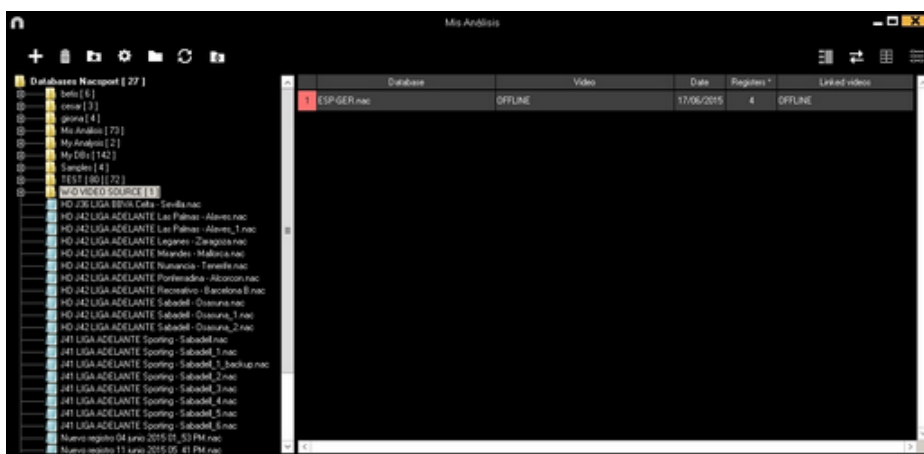 Mis Análisis
Databases Nacsport [ 27 ]
betis [ 6 ]
cesar [ 3 ]
girona [ 4 ]
Mis Análisis [ 73 ]
My Analysis [ 2 ]
My DBs [ 142 ]
Samples [ 4 ]
TEST [ 80 ] [ 72 ]
W-D VIDEO SOURCE [ 1 ]
HD J36 LIGA BBVA Celta - Sevilla.nac
HD J42 LIGA ADELANTE Las Palmas - Alaves.nac
HD J42 LIGA ADELANTE Las Palmas - Alaves_1.nac
HD J42 LIGA ADELANTE Leganes - Zaragoza.nac
HD J42 LIGA ADELANTE Mirandes - Mallorca.nac
HD J42 LIGA ADELANTE Numancia - Tenerife.nac
HD J42 LIGA ADELANTE Ponferradina - Alcorcon.nac
HD J42 LIGA ADELANTE Recreativo - Barcelona B.nac
HD J42 LIGA ADELANTE Sabadell - Osasuna.nac
HD J42 LIGA ADELANTE Sabadell - Osasuna_1.nac
HD J42 LIGA ADELANTE Sabadell - Osasuna_2.nac
J41 LIGA ADELANTE Sporting - Sabadell.nac
J41 LIGA ADELANTE Sporting - Sabadell_1.nac
J41 LIGA ADELANTE Sporting - Sabadell_1_backup.nac
J41 LIGA ADELANTE Sporting - Sabadell_2.nac
J41 LIGA ADELANTE Sporting - Sabadell_3.nac
J41 LIGA ADELANTE Sporting - Sabadell_4.nac
J41 LIGA ADELANTE Sporting - Sabadell_5.nac
J41 LIGA ADELANTE Sporting - Sabadell_6.nac
Nuevo registro 04 junio 2015 01_53 PM.nac
Nuevo registro 11 junio 2015 05_41 PM.nac
Database Video Date Registers * Linked videos
1 ESP-GER.nac OFFLINE 17/06/2015 4 OFFLINE